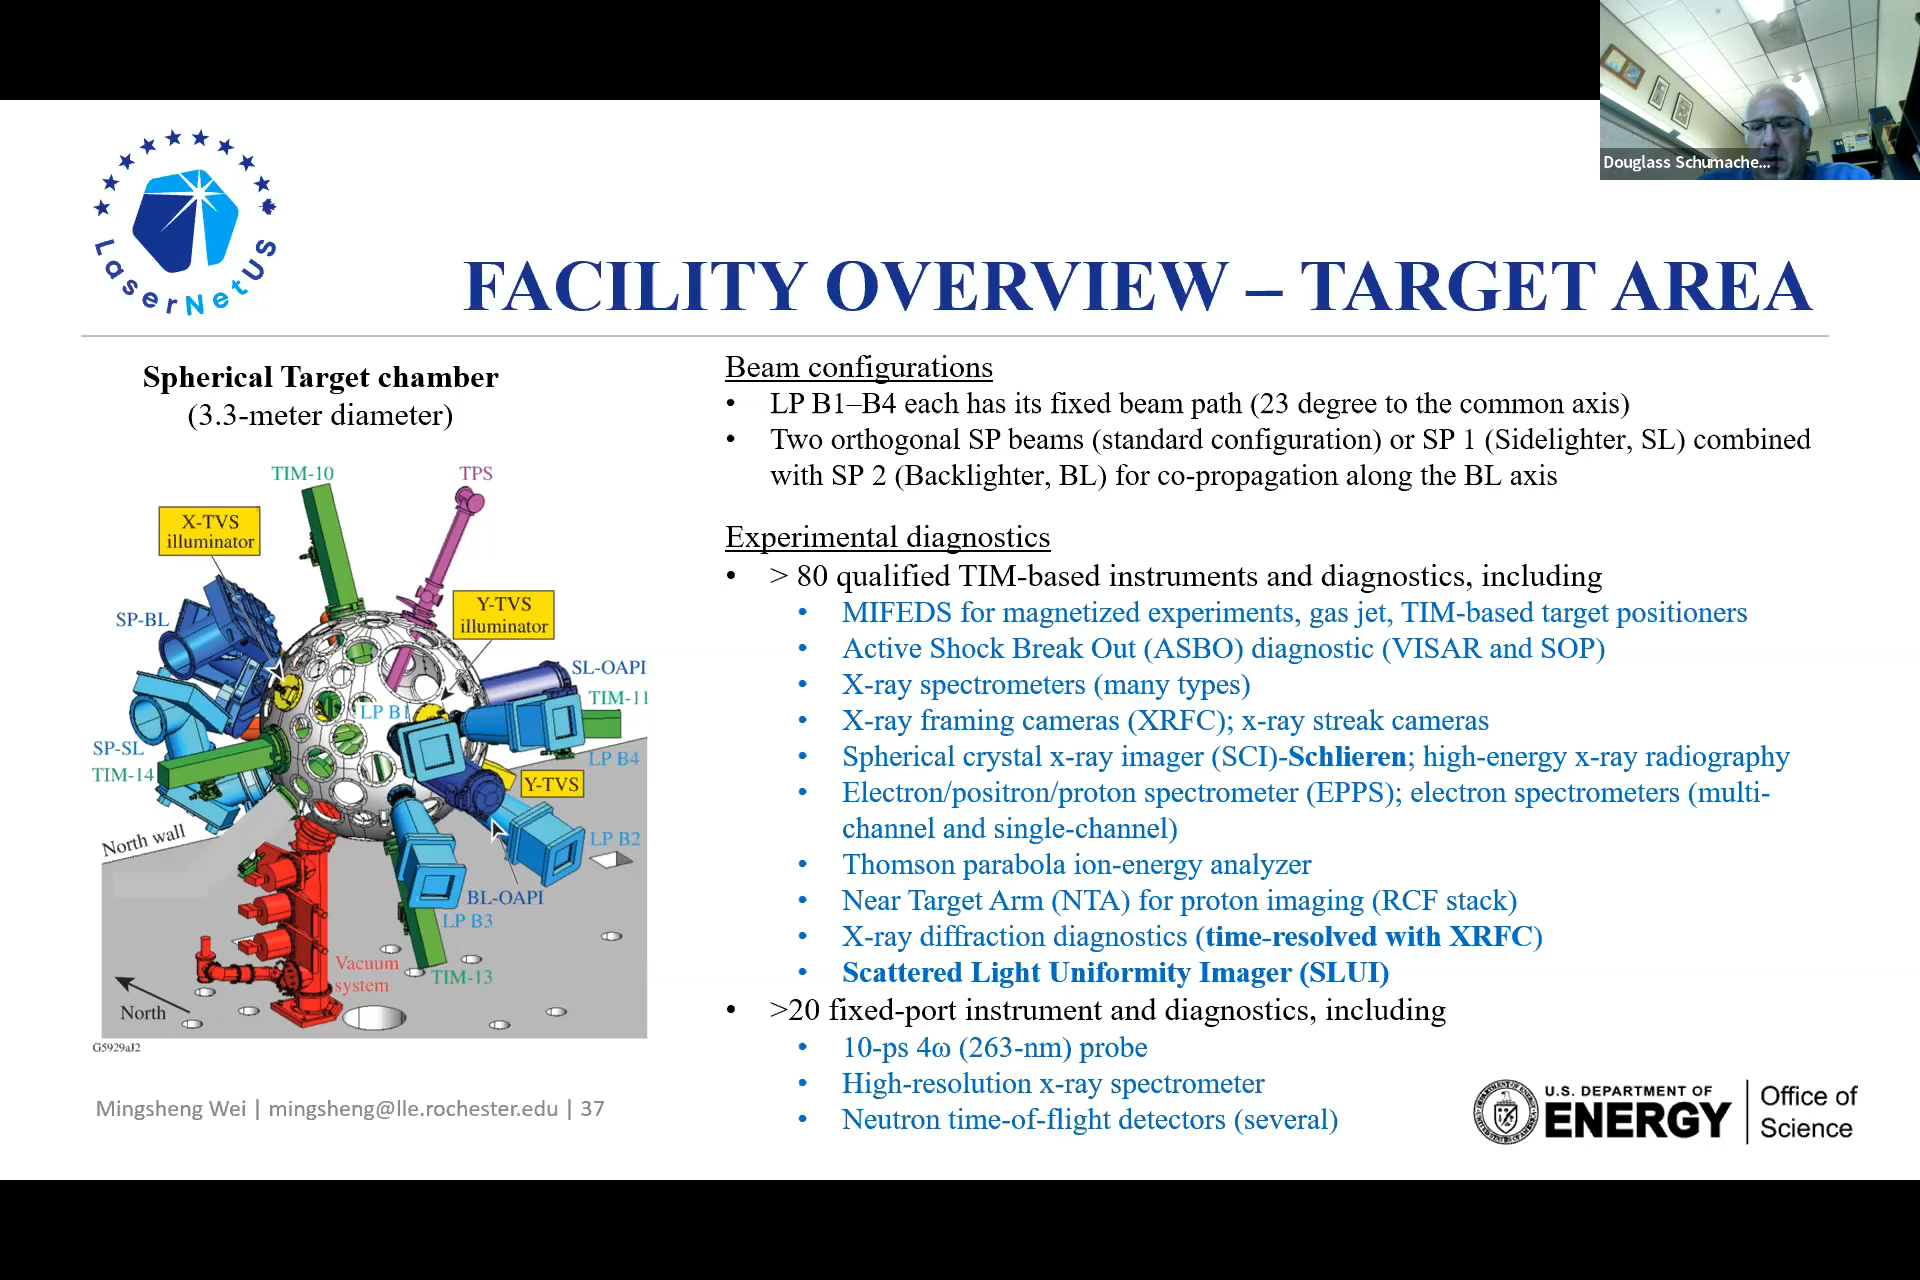 Douglass Schumache...
LaserNetUS
FACILITY OVERVIEW – TARGET AREA
Spherical Target chamber
(3.3-meter diameter)
TIM-10
TPS
X-TVS
illuminator
Y-TVS
illuminator
SP-BL
SL-OAPI
TIM-11
LP B1
SP-SL
LP B4
TIM-14
Y-TVS
North wall
LP B2
BL-OAPI
LP B3
Vacuum
system
TIM-13
North
G5929aJ2
Beam configurations
• LP B1–B4 each has its fixed beam path (23 degree to the common axis)
• Two orthogonal SP beams (standard configuration) or SP 1 (Sidelighter, SL) combined
with SP 2 (Backlighter, BL) for co-propagation along the BL axis
Experimental diagnostics
• > 80 qualified TIM-based instruments and diagnostics, including
• MIFEDS for magnetized experiments, gas jet, TIM-based target positioners
• Active Shock Break Out (ASBO) diagnostic (VISAR and SOP)
• X-ray spectrometers (many types)
• X-ray framing cameras (XRFC); x-ray streak cameras
• Spherical crystal x-ray imager (SCI)-Schlieren; high-energy x-ray radiography
• Electron/positron/proton spectrometer (EPPS); electron spectrometers (multi-
channel and single-channel)
• Thomson parabola ion-energy analyzer
• Near Target Arm (NTA) for proton imaging (RCF stack)
• X-ray diffraction diagnostics (time-resolved with XRFC)
• Scattered Light Uniformity Imager (SLUI)
• >20 fixed-port instrument and diagnostics, including
• 10-ps 4ω (263-nm) probe
• High-resolution x-ray spectrometer
• Neutron time-of-flight detectors (several)
Mingsheng Wei | mingsheng@lle.rochester.edu | 37
U.S. DEPARTMENT OF
ENERGY
Office of
Science